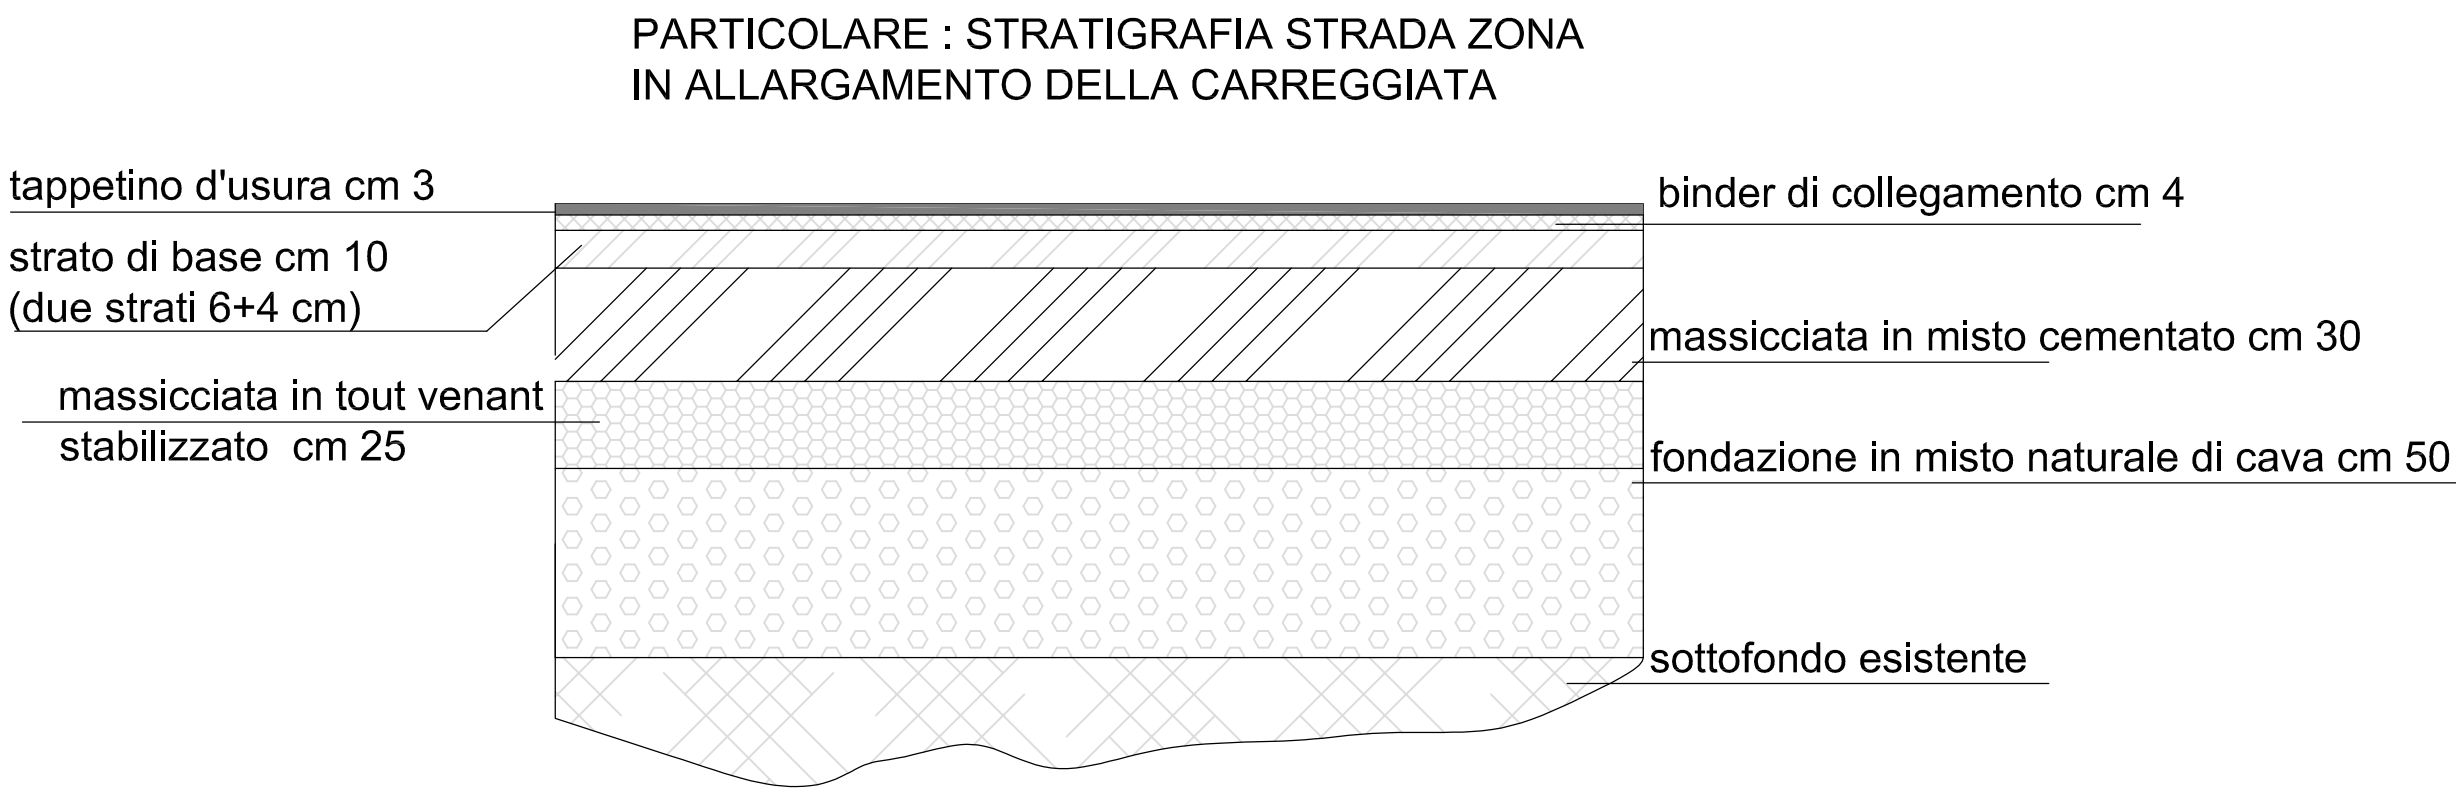 PARTICOLARE : STRATIGRAFIA STRADA ZONA
IN ALLARGAMENTO DELLA CARREGGIATA
tappetino d'usura cm 3
binder di collegamento cm 4
strato di base cm 10
(due strati 6+4 cm)
massicciata in misto cementato cm 30
massicciata in tout venant
stabilizzato  cm 25
fondazione in misto naturale di cava cm 50
sottofondo esistente